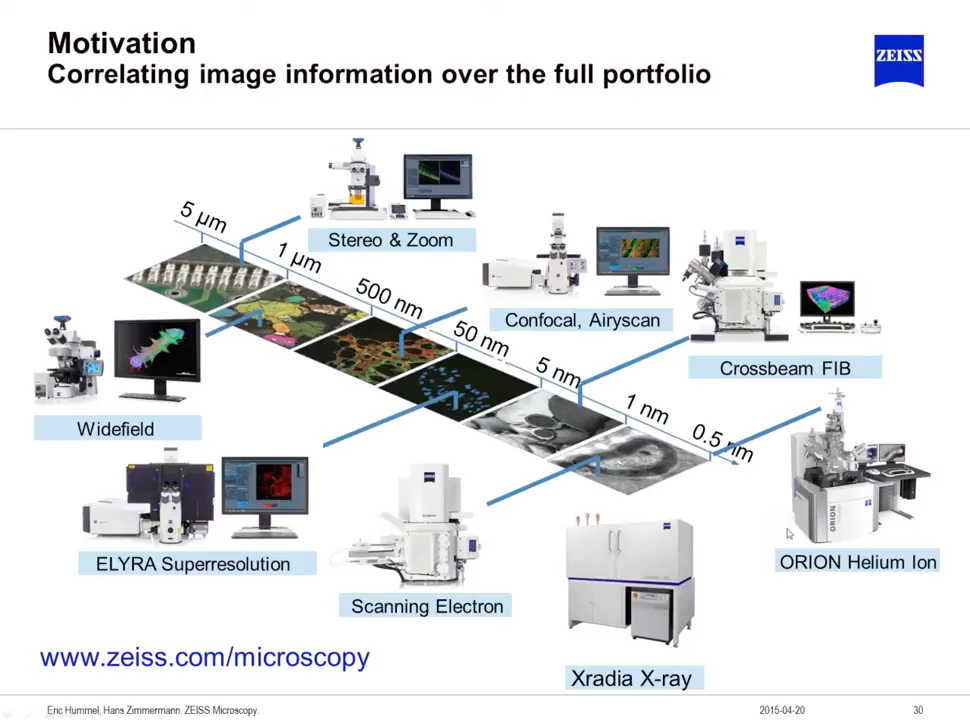 Motivation
Correlating image information over the full portfolio
ZEISS
5 µm
1 µm
500 nm
50 nm
5 nm
1 nm
0.5 nm
Stereo & Zoom
Confocal, Airyscan
Crossbeam FIB
Widefield
ELYRA Superresolution
Scanning Electron
ORION
ORION Helium Ion
Xradia X-ray
www.zeiss.com/microscopy
Eric Hummel, Hans Zimmermann. ZEISS Microscopy.
2015-04-20
30